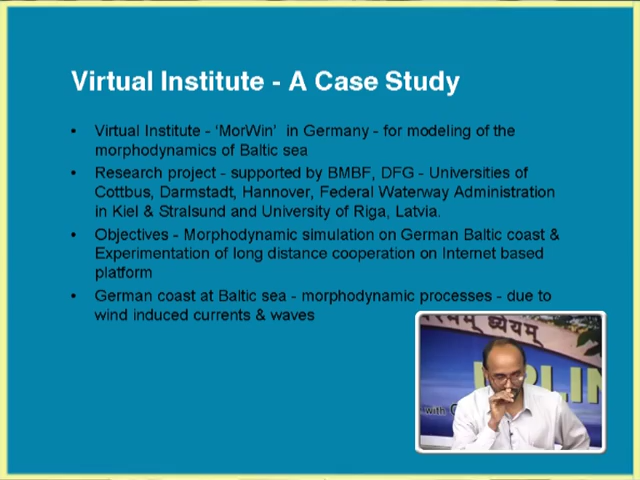 Virtual Institute - A Case Study
• Virtual Institute - ‘MorWin’ in Germany - for modeling of the
morphodynamics of Baltic sea
• Research project - supported by BMBF, DFG - Universities of
Cottbus, Darmstadt, Hannover, Federal Waterway Administration
in Kiel & Stralsund and University of Riga, Latvia.
• Objectives - Morphodynamic simulation on German Baltic coast &
Experimentation of long distance cooperation on Internet based
platform
• German coast at Baltic sea - morphodynamic processes - due to
wind induced currents & waves
ध्येयम्
with